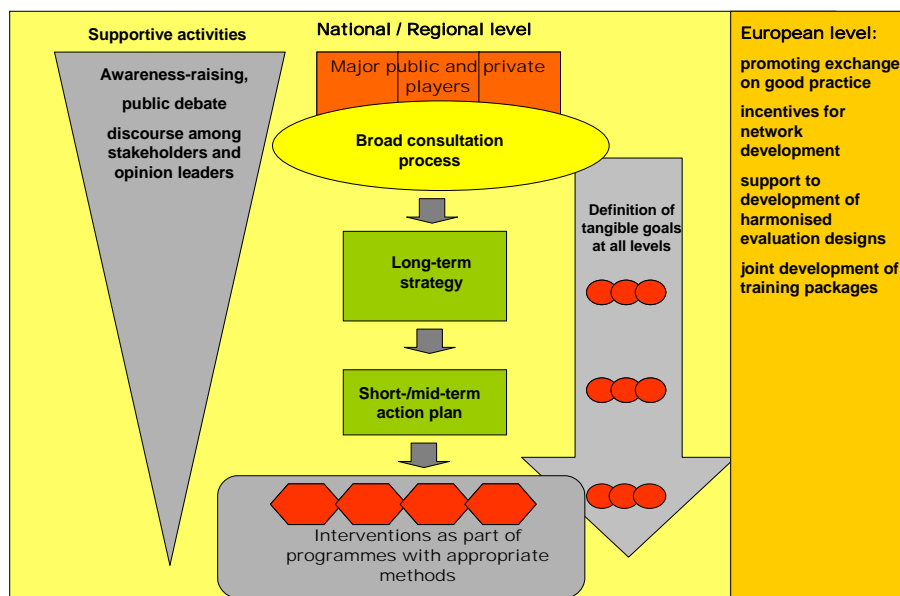 Supportive activities
Awareness-raising,
public debate
discourse among
stakeholders and
opinion leaders
National / Regional level
Major public and private
players
Broad consultation
process
Long-term
strategy
Short-/mid-term
action plan
Interventions as part of
programmes with appropriate
methods
Definition of
tangible goals
at all levels
European level:
promoting exchange
on good practice
incentives for
network
development
support to
development of
harmonised
evaluation designs
joint development of
training packages